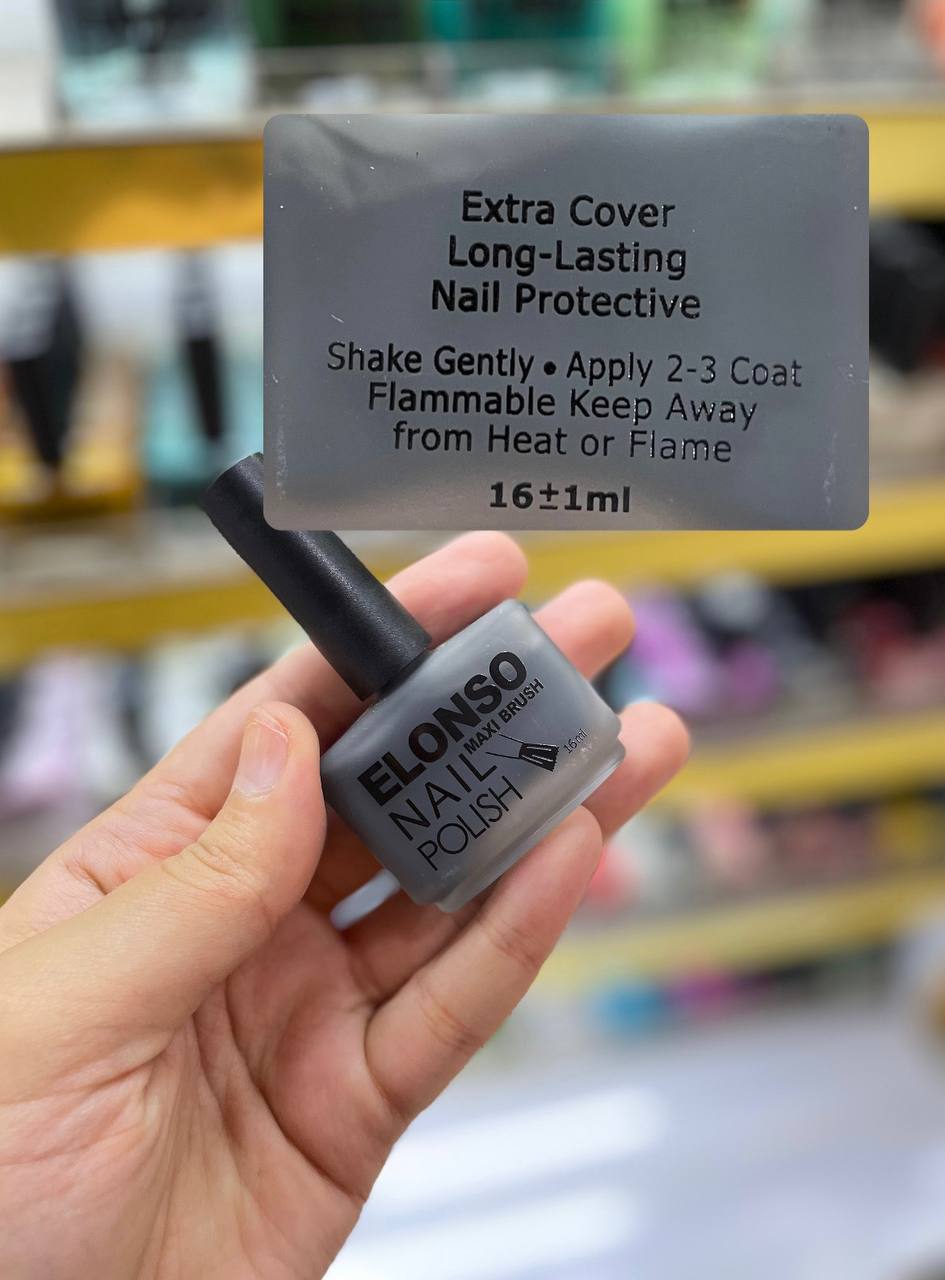 Extra Cover
Long-Lasting
Nail Protective
Shake Gently • Apply 2-3 Coat
Flammable Keep Away
from Heat or Flame
16±1ml
ELONSO
MAXI BRUSH
NAIL
POLISH
16ml